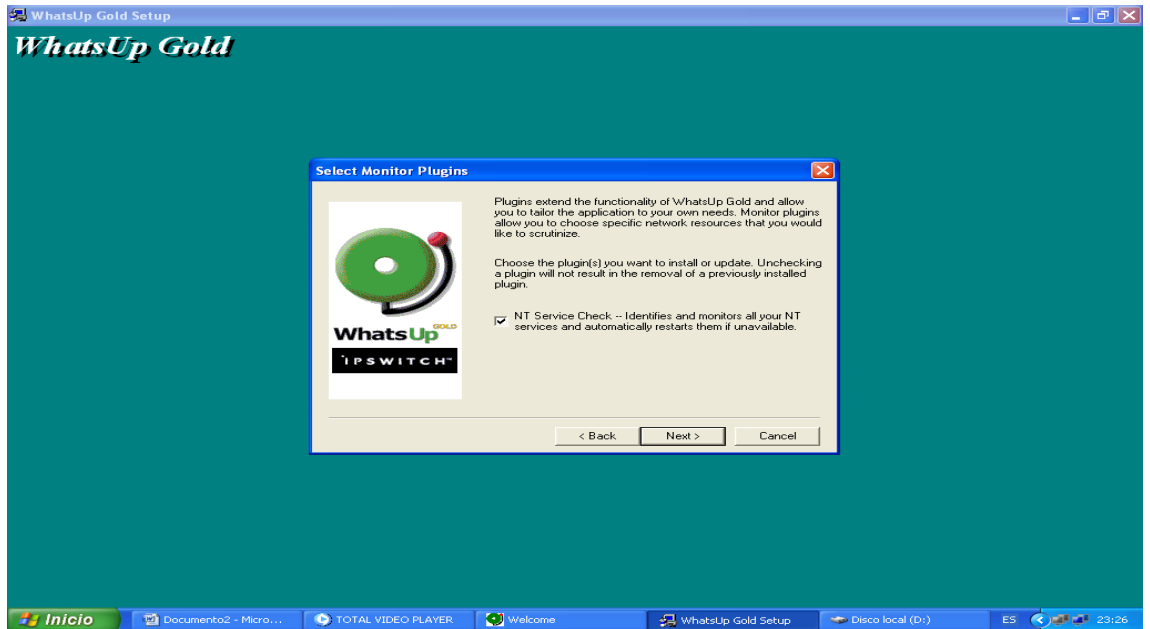 WhatsUp Gold Setup
WhatsUp Gold
Select Monitor Plugins
Plugins extend the functionality of WhatsUp Gold and allow
you to tailor the application to your own needs. Monitor plugins
allow you to choose specific network resources that you would
like to scrutinize.
Choose the plugin(s) you want to install or update. Unchecking
a plugin will not result in the removal of a previously installed
plugin.
NT Service Check -- Identifies and monitors all your NT
services and automatically restarts them if unavailable.
WhatsUp GOLD
IPSWITCH™
< Back
Next >
Cancel
Inicio
Documento2 - Micro...
TOTAL VIDEO PLAYER
Welcome
WhatsUp Gold Setup
Disco local (D:)
ES
23:26